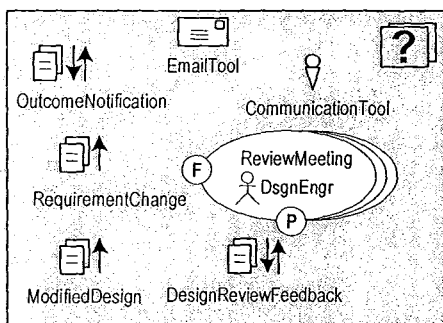 ?
EmailTool
OutcomeNotification
CommunicationTool
ReviewMeeting
F
DsgnEngr
RequirementChange
P
ModifiedDesign
DesignReviewFeedback